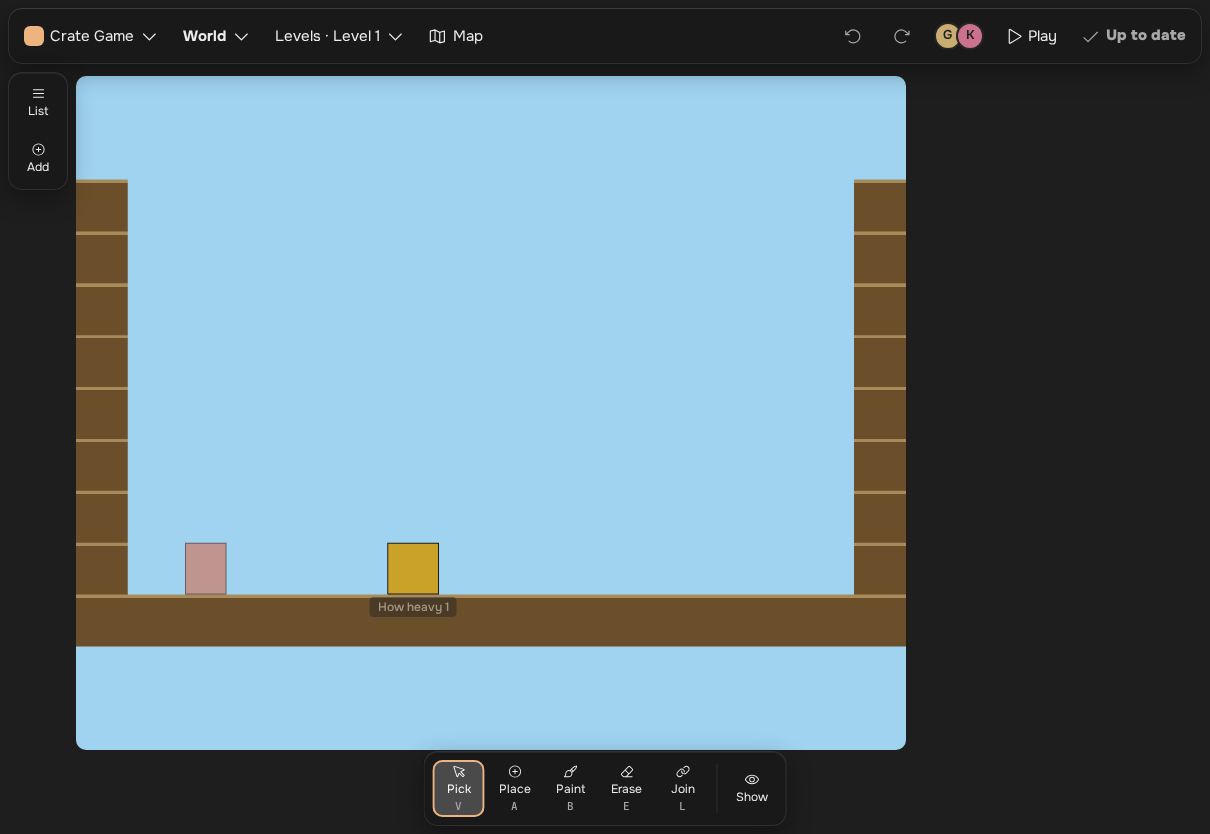 Crate Game World Levels · Level 1 Map G K Play Up to date
List
Add
How heavy 1
Pick Place Paint Erase Join Show
V A B E L